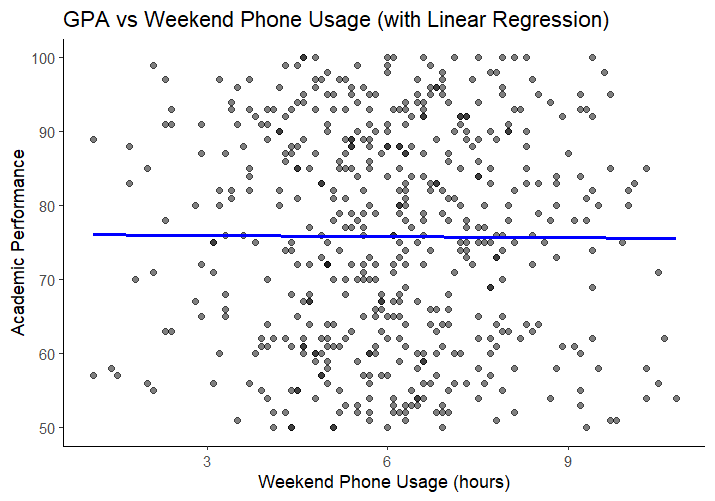 GPA vs Weekend Phone Usage (with Linear Regression)
Academic Performance
100
90
80
70
60
50
3 6 9
Weekend Phone Usage (hours)